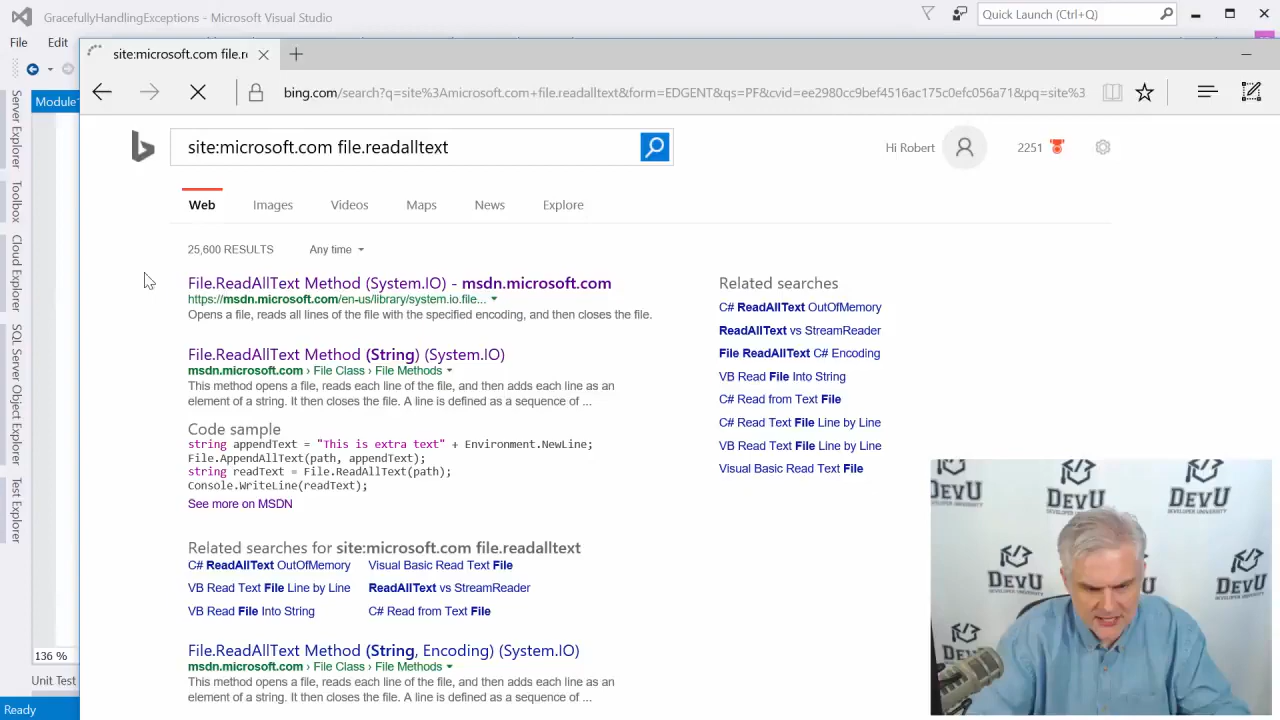 GracefullyHandlingExceptions - Microsoft Visual Studio
Quick Launch (Ctrl+Q)
File Edit
site:microsoft.com file.r
Module
bing.com/search?q=site%3Amicrosoft.com+file.readalltext&form=EDGENT&qs=PF&cvid=ee2980cc9bef4516ac175c0efc056a71&pq=site%3
Server Explorer
Toolbox
Cloud Explorer
SQL Server Object Explorer
Test Explorer
site:microsoft.com file.readalltext
Hi Robert
2251
Web Images Videos Maps News Explore
25,600 RESULTS Any time
File.ReadAllText Method (System.IO) - msdn.microsoft.com
https://msdn.microsoft.com/en-us/library/system.io.file...
Opens a file, reads all lines of the file with the specified encoding, and then closes the file.
File.ReadAllText Method (String) (System.IO)
msdn.microsoft.com › File Class › File Methods
This method opens a file, reads each line of the file, and then adds each line as an
element of a string. It then closes the file. A line is defined as a sequence of ...
Code sample
string appendText = "This is extra text" + Environment.NewLine;
File.AppendAllText(path, appendText);
string readText = File.ReadAllText(path);
Console.WriteLine(readText);
See more on MSDN
Related searches for site:microsoft.com file.readalltext
C# ReadAllText OutOfMemory Visual Basic Read Text File
VB Read Text File Line by Line ReadAllText vs StreamReader
VB Read File Into String C# Read from Text File
File.ReadAllText Method (String, Encoding) (System.IO)
msdn.microsoft.com › File Class › File Methods
This method opens a file, reads each line of the file, and then adds each line as an
element of a string. It then closes the file. A line is defined as a sequence of ...
Related searches
C# ReadAllText OutOfMemory
ReadAllText vs StreamReader
File ReadAllText C# Encoding
VB Read File Into String
C# Read from Text File
C# Read Text File Line by Line
VB Read Text File Line by Line
Visual Basic Read Text File
DEVU
DEVELOPER UNIVERSITY
DEVU
DEVELOPER UNIVERSITY
DEVU
DEVELOPER UNIVERSITY
DEVU
DEVU
DEVU
136 %
Unit Test
Ready